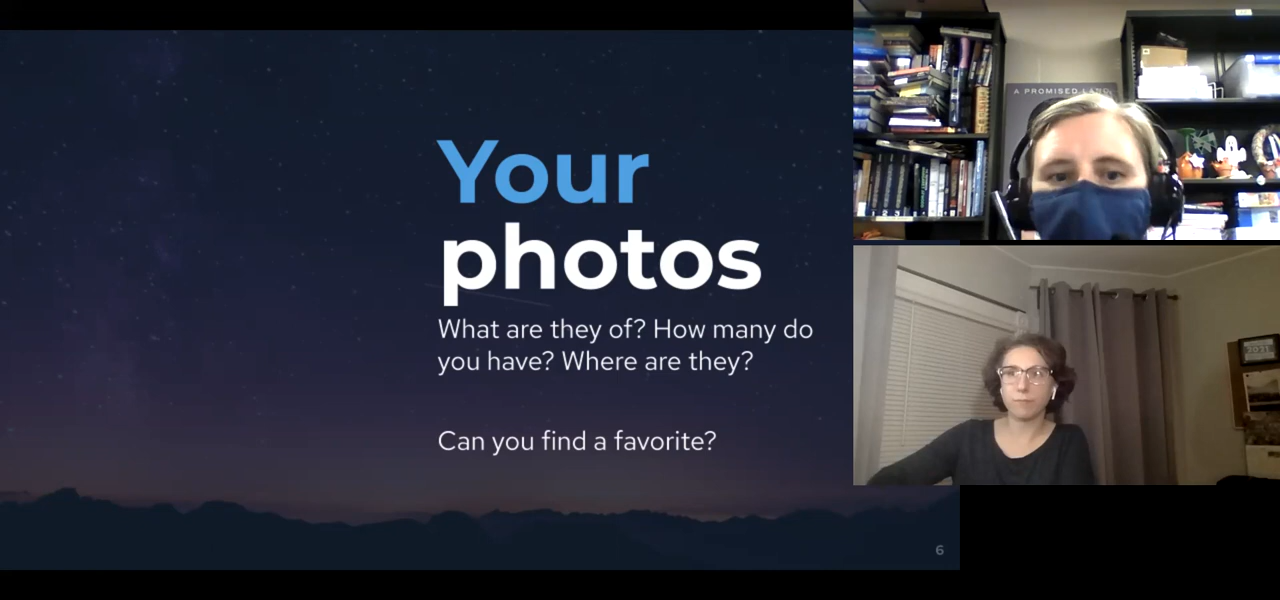 Your
photos
What are they of? How many do
you have? Where are they?
Can you find a favorite?
6
A PROMISED LAND
2021